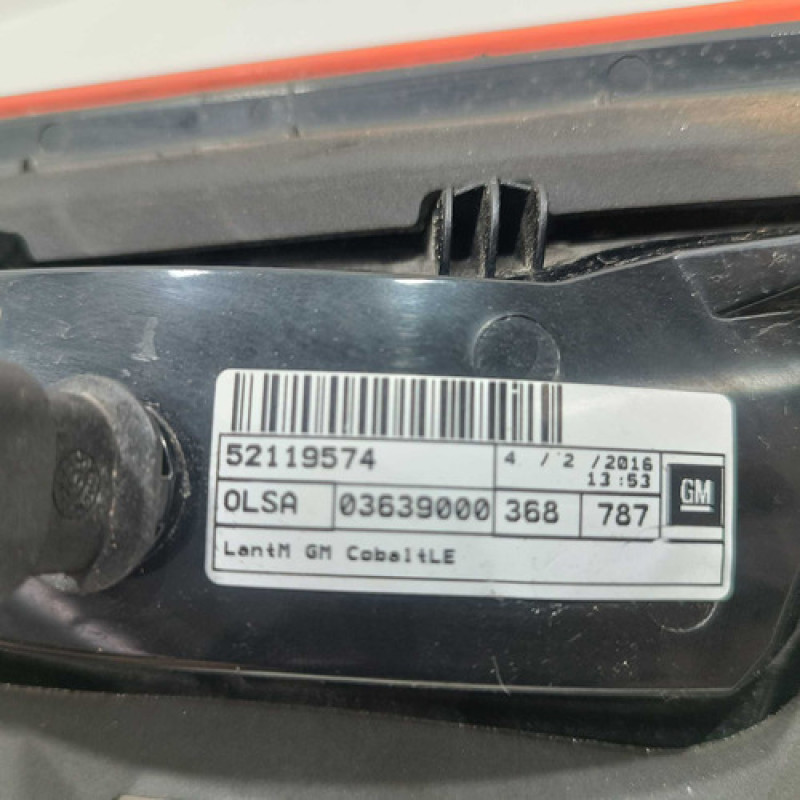 52119574 4 / 2 / 2016
13:53
OLSA 03639000 368 787 GM
LantM GM CobaltLE